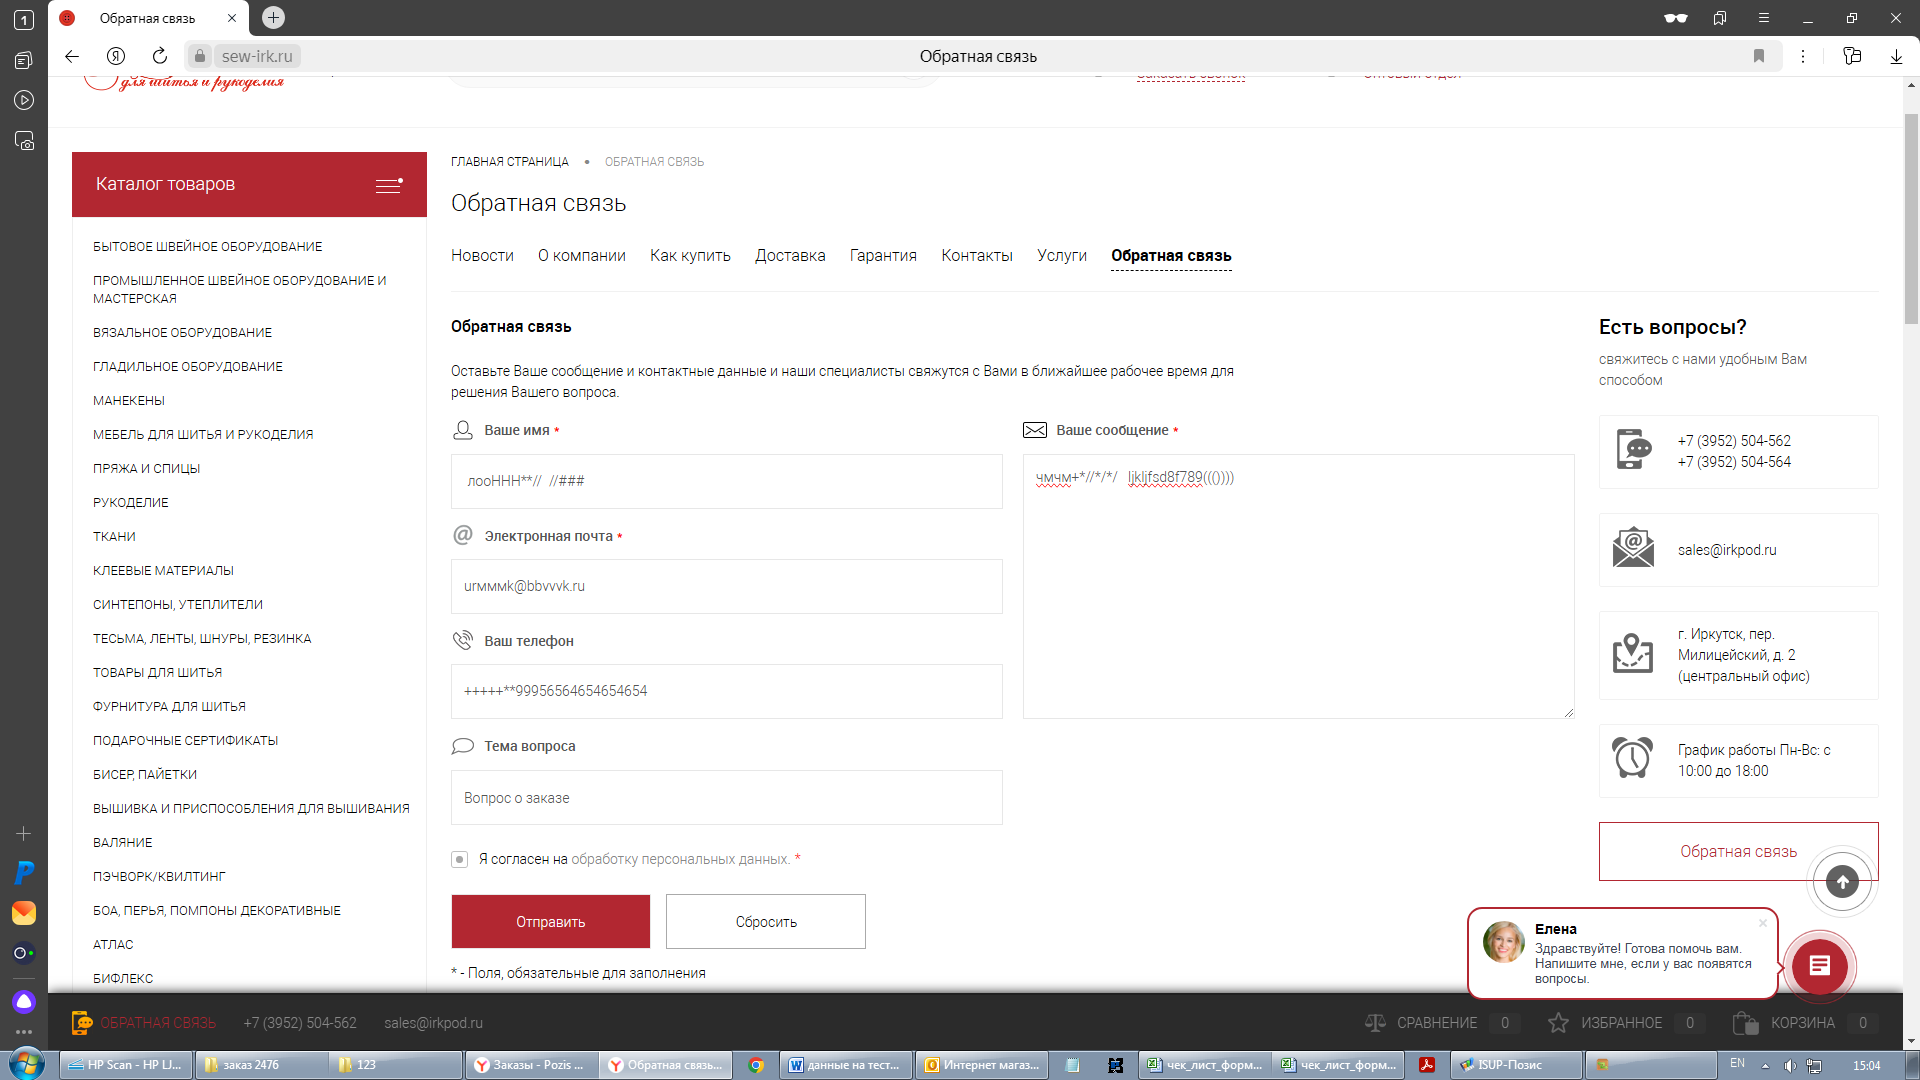 1
Обратная связь
sew-irk.ru
Обратная связь
для шитья и рукоделия
Заказать звонок
Оптовый отдел
Каталог товаров
БЫТОВОЕ ШВЕЙНОЕ ОБОРУДОВАНИЕ
ПРОМЫШЛЕННОЕ ШВЕЙНОЕ ОБОРУДОВАНИЕ И
МАСТЕРСКАЯ
ВЯЗАЛЬНОЕ ОБОРУДОВАНИЕ
ГЛАДИЛЬНОЕ ОБОРУДОВАНИЕ
МАНЕКЕНЫ
МЕБЕЛЬ ДЛЯ ШИТЬЯ И РУКОДЕЛИЯ
ПРЯЖА И СПИЦЫ
РУКОДЕЛИЕ
ТКАНИ
КЛЕЕВЫЕ МАТЕРИАЛЫ
СИНТЕПОНЫ, УТЕПЛИТЕЛИ
ТЕСЬМА, ЛЕНТЫ, ШНУРЫ, РЕЗИНКА
ТОВАРЫ ДЛЯ ШИТЬЯ
ФУРНИТУРА ДЛЯ ШИТЬЯ
ПОДАРОЧНЫЕ СЕРТИФИКАТЫ
БИСЕР, ПАЙЕТКИ
ВЫШИВКА И ПРИСПОСОБЛЕНИЯ ДЛЯ ВЫШИВАНИЯ
ВАЛЯНИЕ
ПЭЧВОРК/КВИЛТИНГ
БОА, ПЕРЬЯ, ПОМПОНЫ ДЕКОРАТИВНЫЕ
АТЛАС
БИФЛЕКС
ГЛАВНАЯ СТРАНИЦА • ОБРАТНАЯ СВЯЗЬ
Обратная связь
Новости О компании Как купить Доставка Гарантия Контакты Услуги Обратная связь
Обратная связь
Оставьте Ваше сообщение и контактные данные и наши специалисты свяжутся с Вами в ближайшее рабочее время для
решения Вашего вопроса.
Ваше имя *
лооННН**// //###
Электронная почта *
urмммk@bbvvvk.ru
Ваш телефон
+++++**99956564654654654
Тема вопроса
Вопрос о заказе
Ваше сообщение *
чмчм+*//*/*/ ljkljfsd8f789((())))
Я согласен на обработку персональных данных. *
Отправить
Сбросить
* - Поля, обязательные для заполнения
Есть вопросы?
свяжитесь с нами удобным Вам
способом
+7 (3952) 504-562
+7 (3952) 504-564
sales@irkpod.ru
г. Иркутск, пер.
Милицейский, д. 2
(центральный офис)
График работы Пн-Вс: с
10:00 до 18:00
Обратная связь
Елена
Здравствуйте! Готова помочь вам.
Напишите мне, если у вас появятся
вопросы.
ОБРАТНАЯ СВЯЗЬ +7 (3952) 504-562 sales@irkpod.ru СРАВНЕНИЕ 0 ИЗБРАННОЕ 0 КОРЗИНА 0
HP Scan - HP LJ... заказ 2476 123 Заказы - Pozis ... Обратная связь... данные на тест... Интернет магаз... чек_лист_форм... чек_лист_форм... ISUP-Позис EN 15:04